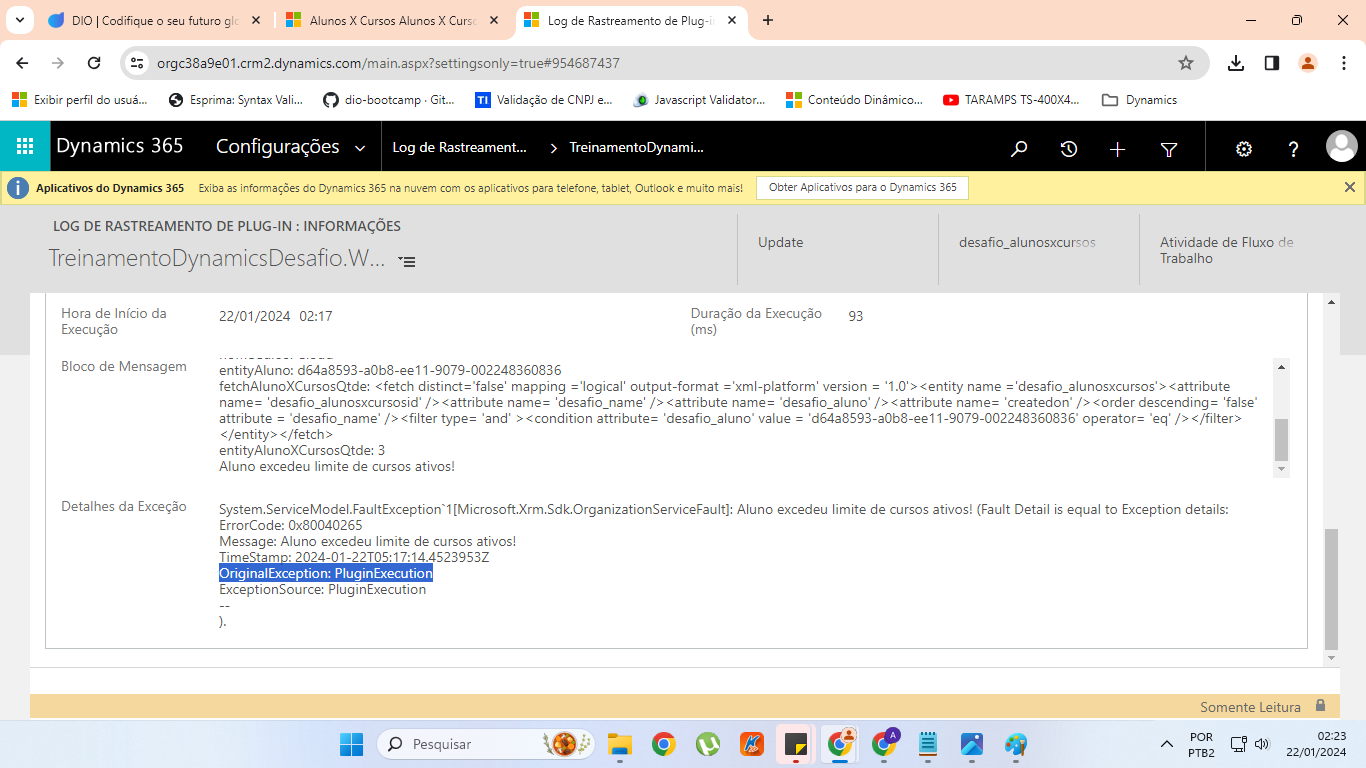 DIO | Codifique o seu futuro glo
Alunos X Cursos Alunos X Curso
Log de Rastreamento de Plug-in
orgc38a9e01.crm2.dynamics.com/main.aspx?settingsonly=true#954687437
Exibir perfil do usuá...
Esprima: Syntax Vali...
dio-bootcamp · Git...
TI
Validação de CNPJ e...
Javascript Validator...
Conteúdo Dinâmico...
TARAMPS TS-400X4...
Dynamics
Dynamics 365
Configurações
Log de Rastreament...
TreinamentoDynami...
Aplicativos do Dynamics 365
Exiba as informações do Dynamics 365 na nuvem com os aplicativos para telefone, tablet, Outlook e muito mais!
Obter Aplicativos para o Dynamics 365
LOG DE RASTREAMENTO DE PLUG-IN : INFORMAÇÕES
TreinamentoDynamicsDesafio.W...
Update
desafio_alunosxcursos
Atividade de Fluxo de
Trabalho
Hora de Início da
Execução
22/01/2024 02:17
Duração da Execução
(ms)
93
Bloco de Mensagem
entityAluno: d64a8593-a0b8-ee11-9079-002248360836
fetchAlunoXCursosQtde: <fetch distinct='false' mapping ='logical' output-format ='xml-platform' version = '1.0'><entity name ='desafio_alunosxcursos'><attribute
name= 'desafio_alunosxcursosid' /><attribute name= 'desafio_name' /><attribute name= 'desafio_aluno' /><attribute name= 'createdon' /><order descending= 'false'
attribute = 'desafio_name' /><filter type= 'and' ><condition attribute= 'desafio_aluno' value = 'd64a8593-a0b8-ee11-9079-002248360836' operator= 'eq' /></filter>
</entity></fetch>
entityAlunoXCursosQtde: 3
Aluno excedeu limite de cursos ativos!
Detalhes da Exceção
System.ServiceModel.FaultException`1[Microsoft.Xrm.Sdk.OrganizationServiceFault]: Aluno excedeu limite de cursos ativos! (Fault Detail is equal to Exception details:
ErrorCode: 0x80040265
Message: Aluno excedeu limite de cursos ativos!
TimeStamp: 2024-01-22T05:17:14.4523953Z
OriginalException: PluginExecution
ExceptionSource: PluginExecution
--
).
Somente Leitura
Pesquisar
A
POR
PTB2
02:23
22/01/2024